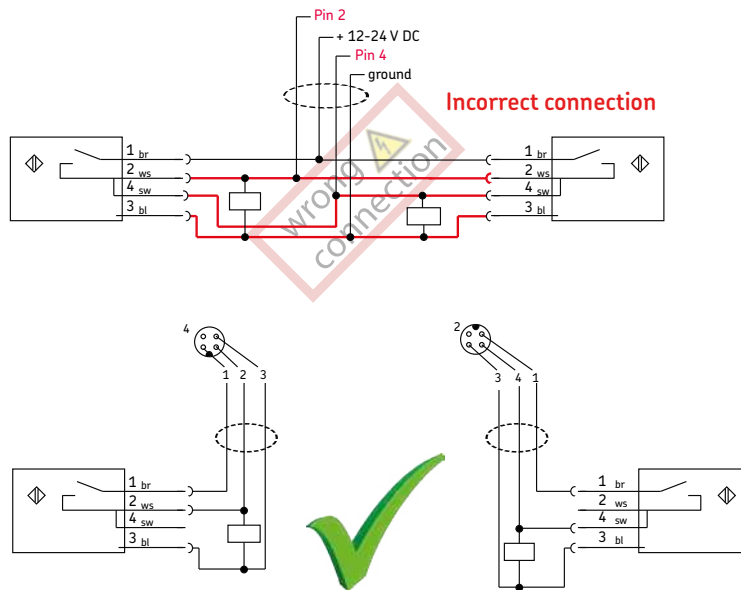 Pin 2
+ 12-24 V DC
Pin 4
ground
Incorrect connection
1 br
2 ws
4 sw
3 bl
wrong
connection
1 br
2 ws
4 sw
3 bl
4
1 2 3
1 br
2 ws
4 sw
3 bl
2
3 4 1
1 br
2 ws
4 sw
3 bl